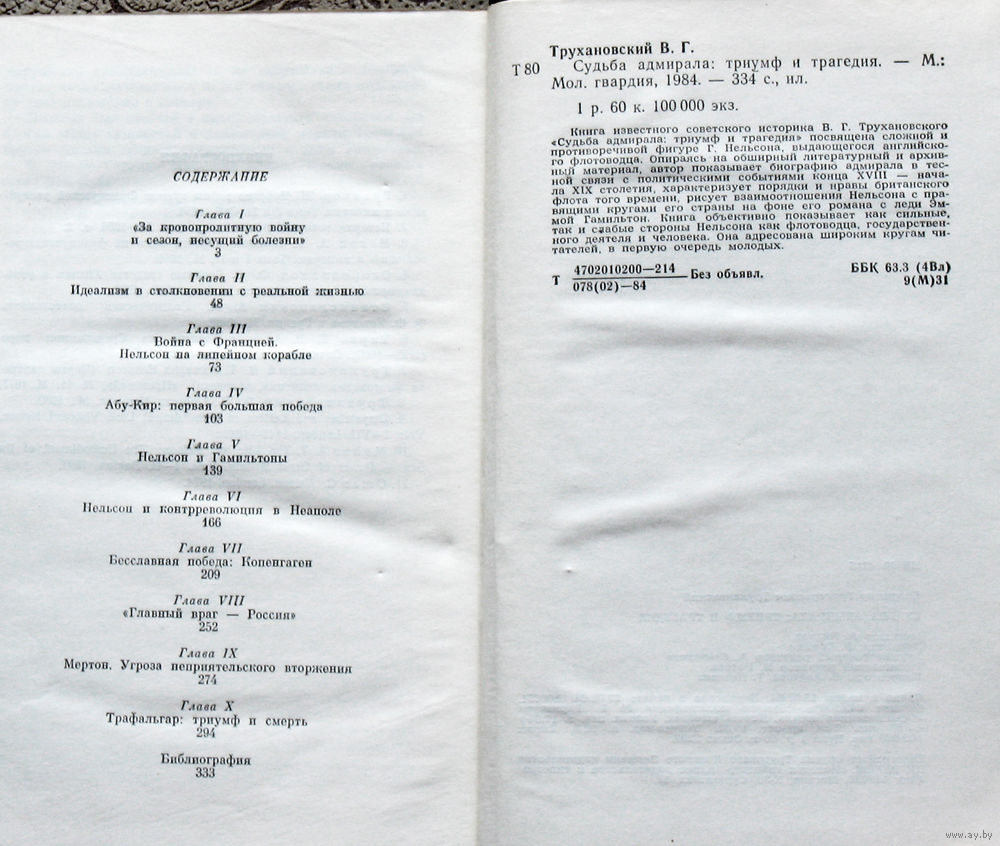 СОДЕРЖАНИЕ
Глава I
«За кровопролитную войну
и сезон, несущий болезни»
3
Глава II
Идеализм в столкновении с реальной жизнью
48
Глава III
Война с Францией.
Нельсон на линейном корабле
73
Глава IV
Абу-Кир: первая большая победа
103
Глава V
Нельсон и Гамильтоны
139
Глава VI
Нельсон и контрреволюция в Неаполе
166
Глава VII
Бесславная победа: Копенгаген
209
Глава VIII
«Главный враг — Россия»
252
Глава IX
Мертон. Угроза неприятельского вторжения
274
Глава X
Трафальгар: триумф и смерть
294
Библиография
333
Трухановский В. Г.
Т 80 Судьба адмирала: триумф и трагедия. — М.:
Мол. гвардия, 1984. — 334 с., ил.
1 р. 60 к. 100 000 экз.
Книга известного советского историка В. Г. Трухановского
«Судьба адмирала: триумф и трагедия» посвящена сложной и
противоречивой фигуре Г. Нельсона, выдающегося английско-
го флотоводца. Опираясь на обширный литературный и архив-
ный материал, автор показывает биографию адмирала в тес-
ной связи с политическими событиями конца XVIII — нача-
ла XIX столетия, характеризует порядки и нравы британского
флота того времени, рисует взаимоотношения Нельсона с пра-
вящими кругами его страны на фоне его романа с леди Эм-
мой Гамильтон. Книга объективно показывает как сильные,
так и слабые стороны Нельсона как флотоводца, государствен-
ного деятеля и человека. Она адресована широким кругам чи-
тателей, в первую очередь молодых.
Т 4702010200—214 Без объявл.
078(02)—84
ББК 63.3 (4Вл)
9(М)31
www.ay.by